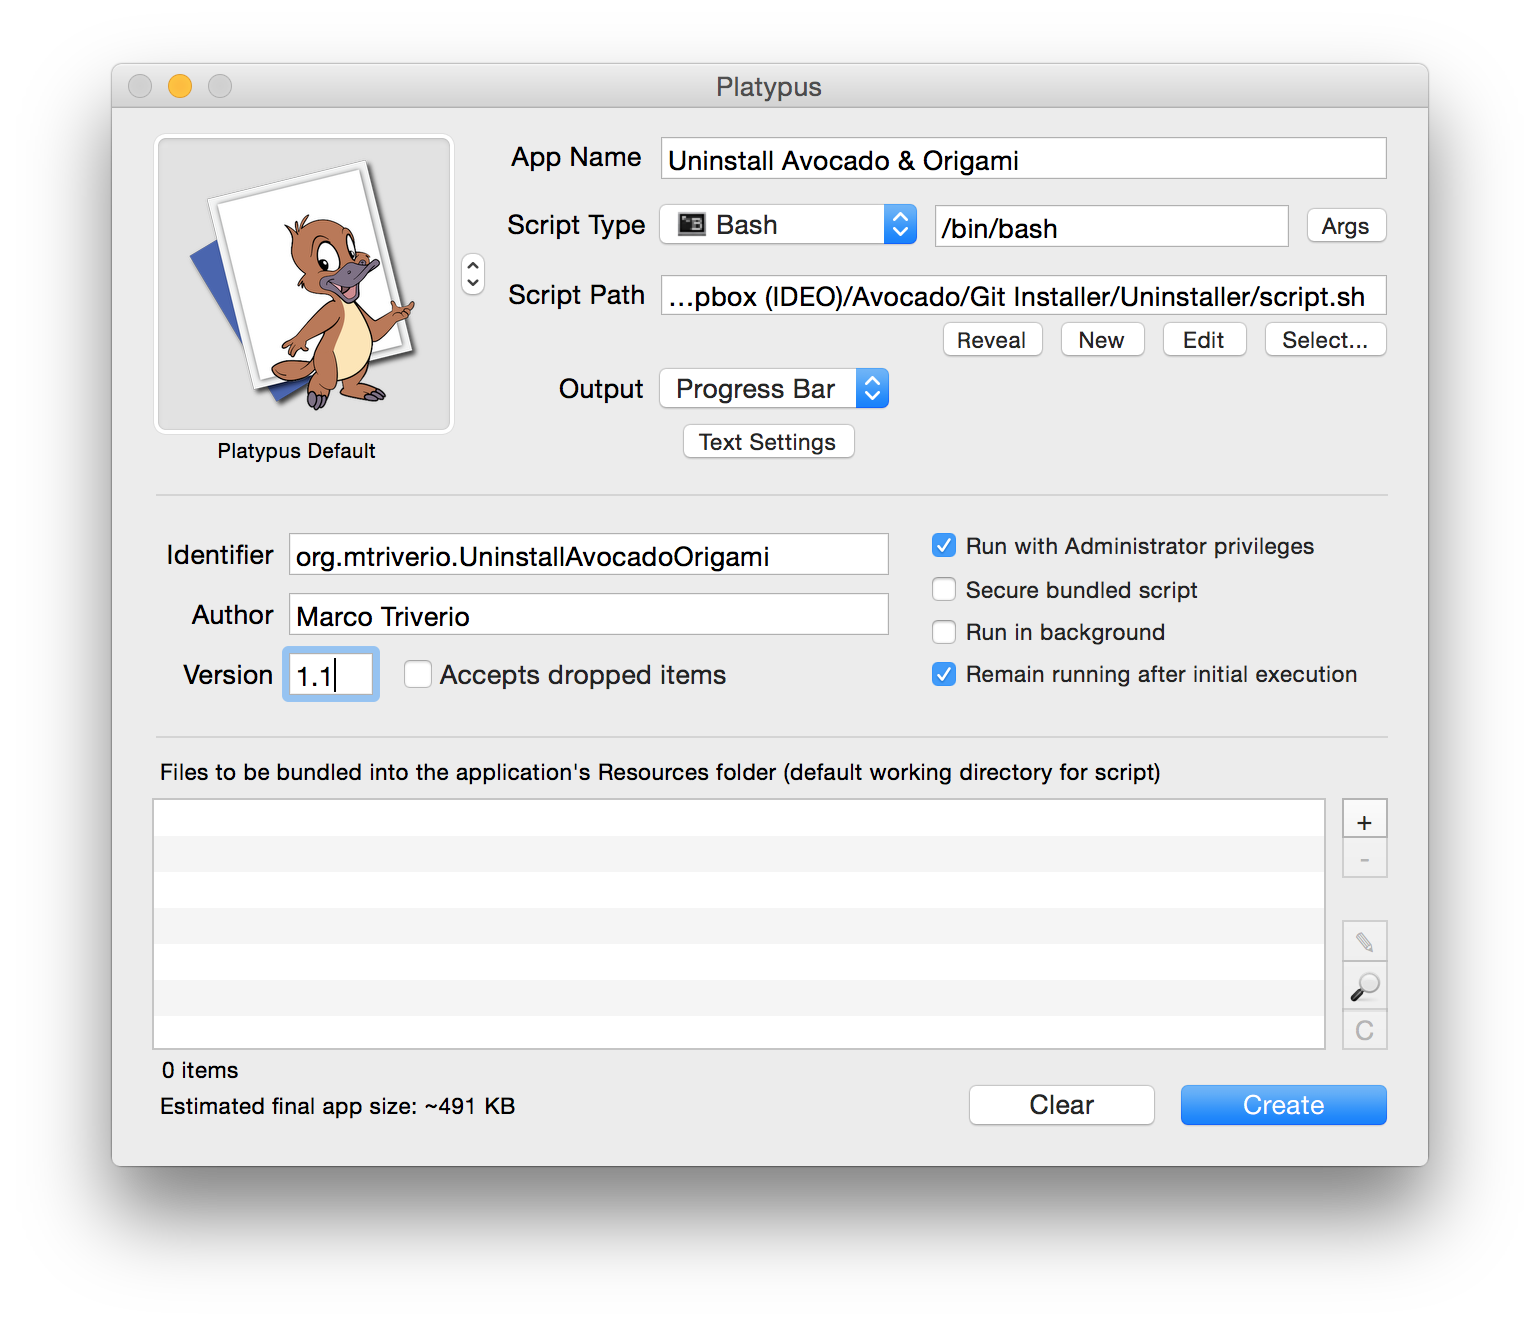 Platypus
App Name Uninstall Avocado & Origami
Script Type Bash /bin/bash Args
Script Path ...pbox (IDEO)/Avocado/Git Installer/Uninstaller/script.sh
Reveal New Edit Select...
Output Progress Bar
Text Settings
Platypus Default
Identifier org.mtriverio.UninstallAvocadoOrigami
Author Marco Triverio
Version 1.1 Accepts dropped items
Run with Administrator privileges
Secure bundled script
Run in background
Remain running after initial execution
Files to be bundled into the application's Resources folder (default working directory for script)
+
-
C
0 items
Estimated final app size: ~491 KB
Clear Create